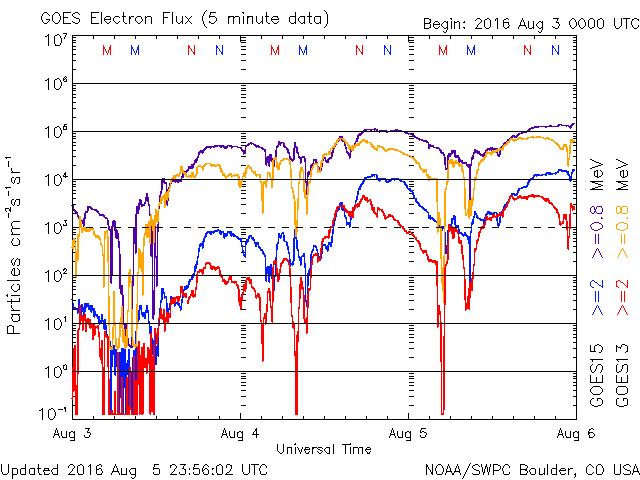 GOES Electron Flux (5 minute data)
Begin: 2016 Aug 3 0000 UTC
10⁷
M M N N M M N N M M N N
10⁶
10⁵
10⁴
10³
10²
10¹
10⁰
10⁻¹
Particles cm⁻²s⁻¹sr⁻¹
GOES15 >=2 >=0.8 MeV
GOES13 >=2 >=0.8 MeV
Aug 3 Aug 4 Aug 5 Aug 6
Universal Time
Updated 2016 Aug 5 23:56:02 UTC
NOAA/SWPC Boulder, CO USA